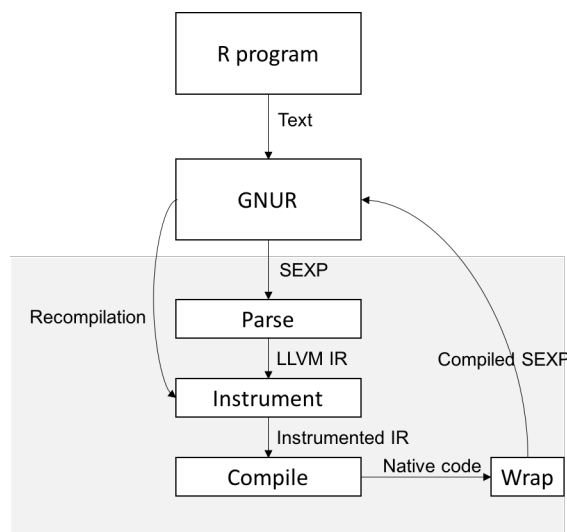 R program
Text
GNUR
SEXP
Recompilation
Parse
LLVM IR
Compiled SEXP
Instrument
Instrumented IR
Native code
Compile
Wrap